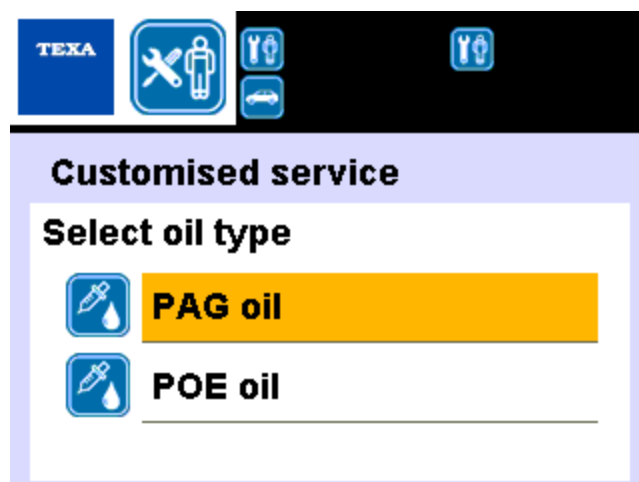 TEXA
Customised service
Select oil type
PAG oil
POE oil